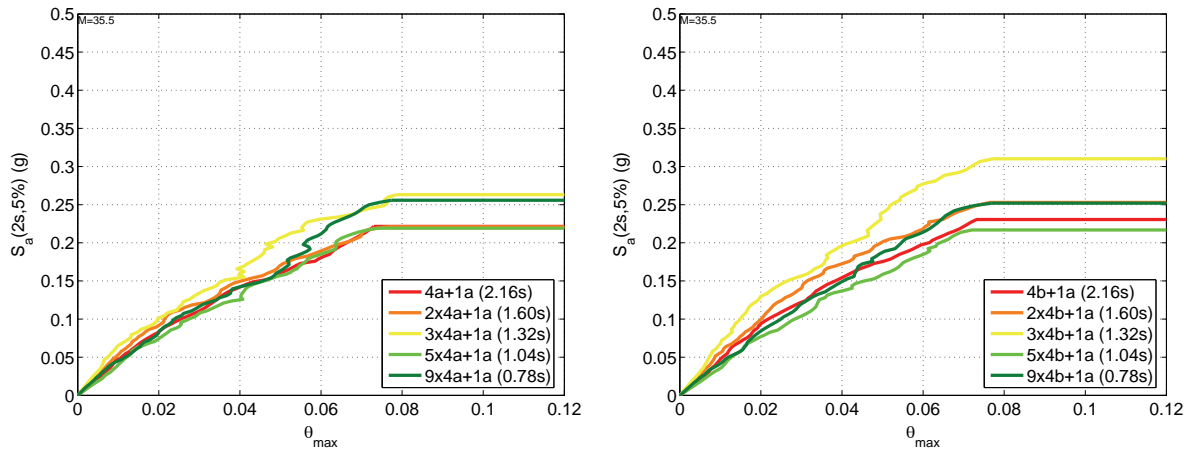 M=35.5
0.5
0.45
0.4
0.35
0.3
0.25
0.2
0.15
0.1
0.05
0
S_a(2s,5%) (g)
4a+1a (2.16s)
2x4a+1a (1.60s)
3x4a+1a (1.32s)
5x4a+1a (1.04s)
9x4a+1a (0.78s)
0 0.02 0.04 0.06 0.08 0.1 0.12
θ_max
M=35.5
0.5
0.45
0.4
0.35
0.3
0.25
0.2
0.15
0.1
0.05
0
S_a(2s,5%) (g)
4b+1a (2.16s)
2x4b+1a (1.60s)
3x4b+1a (1.32s)
5x4b+1a (1.04s)
9x4b+1a (0.78s)
0 0.02 0.04 0.06 0.08 0.1 0.12
θ_max